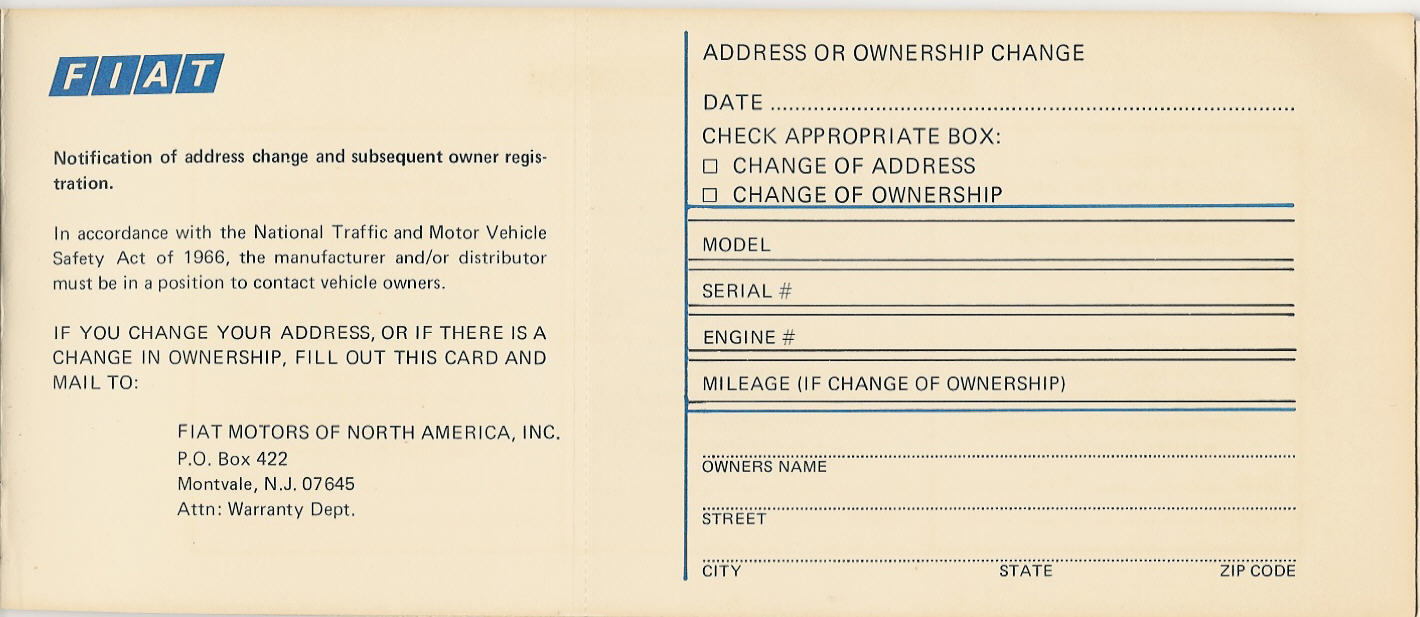 FIAT
Notification of address change and subsequent owner regis-
tration.
In accordance with the National Traffic and Motor Vehicle
Safety Act of 1966, the manufacturer and/or distributor
must be in a position to contact vehicle owners.
IF YOU CHANGE YOUR ADDRESS, OR IF THERE IS A
CHANGE IN OWNERSHIP, FILL OUT THIS CARD AND
MAIL TO:
FIAT MOTORS OF NORTH AMERICA, INC.
P.O. Box 422
Montvale, N.J. 07645
Attn: Warranty Dept.
ADDRESS OR OWNERSHIP CHANGE
DATE ..........................................................................................
CHECK APPROPRIATE BOX:
□ CHANGE OF ADDRESS
□ CHANGE OF OWNERSHIP
MODEL
SERIAL #
ENGINE #
MILEAGE (IF CHANGE OF OWNERSHIP)
OWNERS NAME
STREET
CITY STATE ZIP CODE